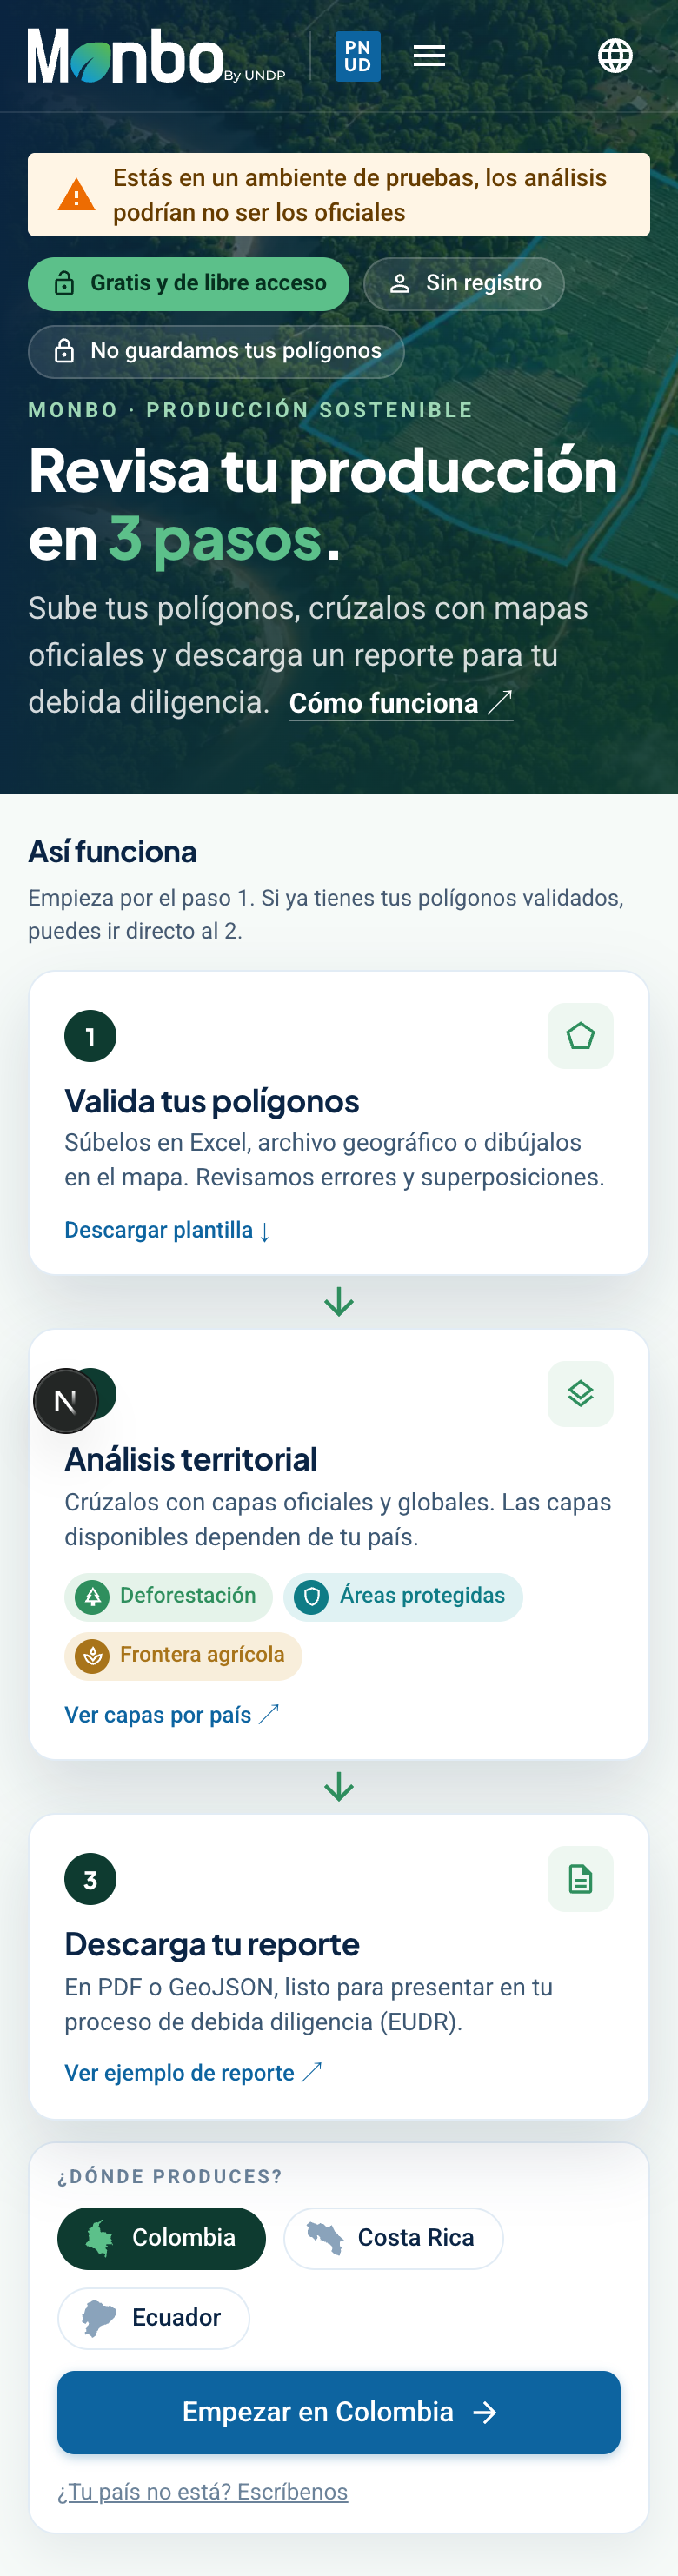 Monbo By UNDP
PN
UD
Estás en un ambiente de pruebas, los análisis
podrían no ser los oficiales
Gratis y de libre acceso
Sin registro
No guardamos tus polígonos
MONBO · PRODUCCIÓN SOSTENIBLE
Revisa tu producción
en 3 pasos.
Sube tus polígonos, crúzalos con mapas
oficiales y descarga un reporte para tu
debida diligencia. Cómo funciona ↗
Así funciona
Empieza por el paso 1. Si ya tienes tus polígonos validados,
puedes ir directo al 2.
1
Valida tus polígonos
Súbelos en Excel, archivo geográfico o dibújalos
en el mapa. Revisamos errores y superposiciones.
Descargar plantilla ↓
N
Análisis territorial
Crúzalos con capas oficiales y globales. Las capas
disponibles dependen de tu país.
Deforestación
Áreas protegidas
Frontera agrícola
Ver capas por país ↗
3
Descarga tu reporte
En PDF o GeoJSON, listo para presentar en tu
proceso de debida diligencia (EUDR).
Ver ejemplo de reporte ↗
¿DÓNDE PRODUCES?
Colombia
Costa Rica
Ecuador
Empezar en Colombia →
¿Tu país no está? Escríbenos